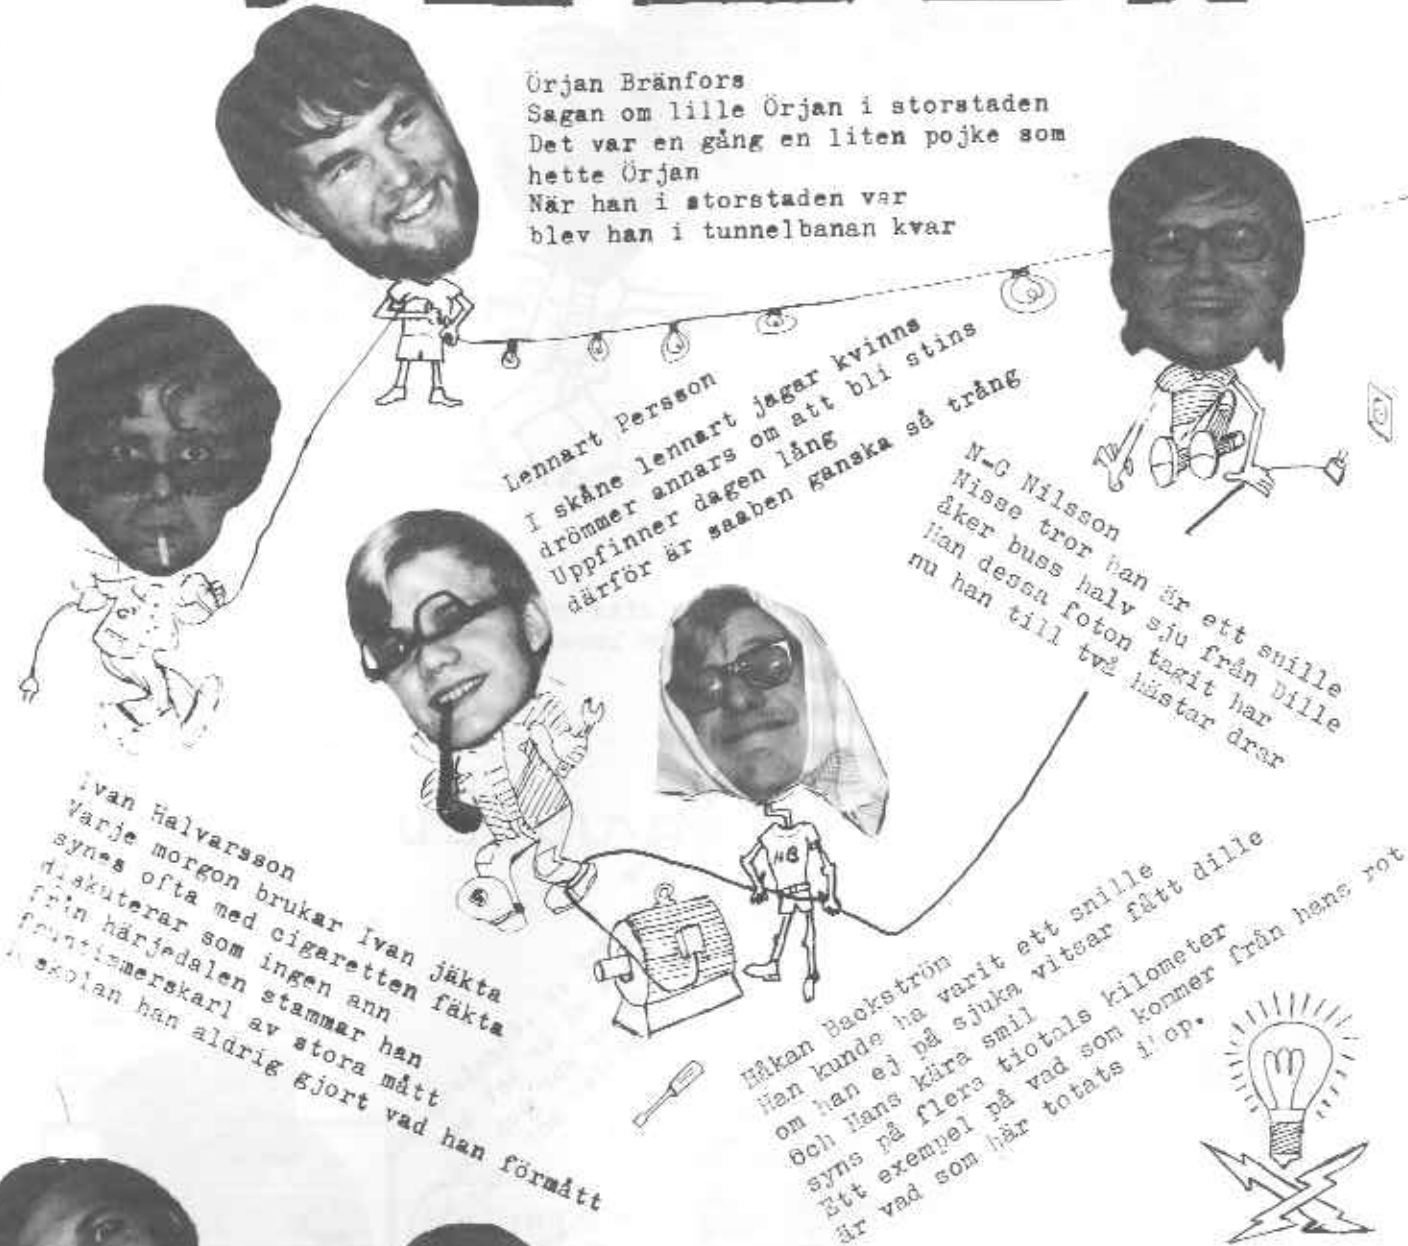 Örjan Bränfors
Sagan om lille Örjan i storstaden
Det var en gång en liten pojke som
hette Örjan
När han i storstaden var
blev han i tunnelbanan kvar
Lennart Persson
I skåne lennart jagar kvinns
drömmer annars om att bli stins
Uppfinner dagen lång
därför är saaben ganska så trång
N-G Nilsson
Nisse tror han är ett snille
åker buss halv sju från Dille
Han dessa foton tagit har
nu han till två hästar drar
Ivan Halvarsson
Varje morgon brukar Ivan jäkta
synes ofta med cigaretten fäkta
diskuterar som ingen ann
från härjedalen stammar han
fruntimmerskarl av stora mått
skolan han aldrig gjort vad han förmått
HB
Håkan Backström
Han kunde ha varit ett snille
om han ej på sjuka vitsar fått dille
Och Hans kära smil
syns på flera tiotals kilometer
Ett exempel på vad som kommer från hans rot
är vad som här totats ihop.